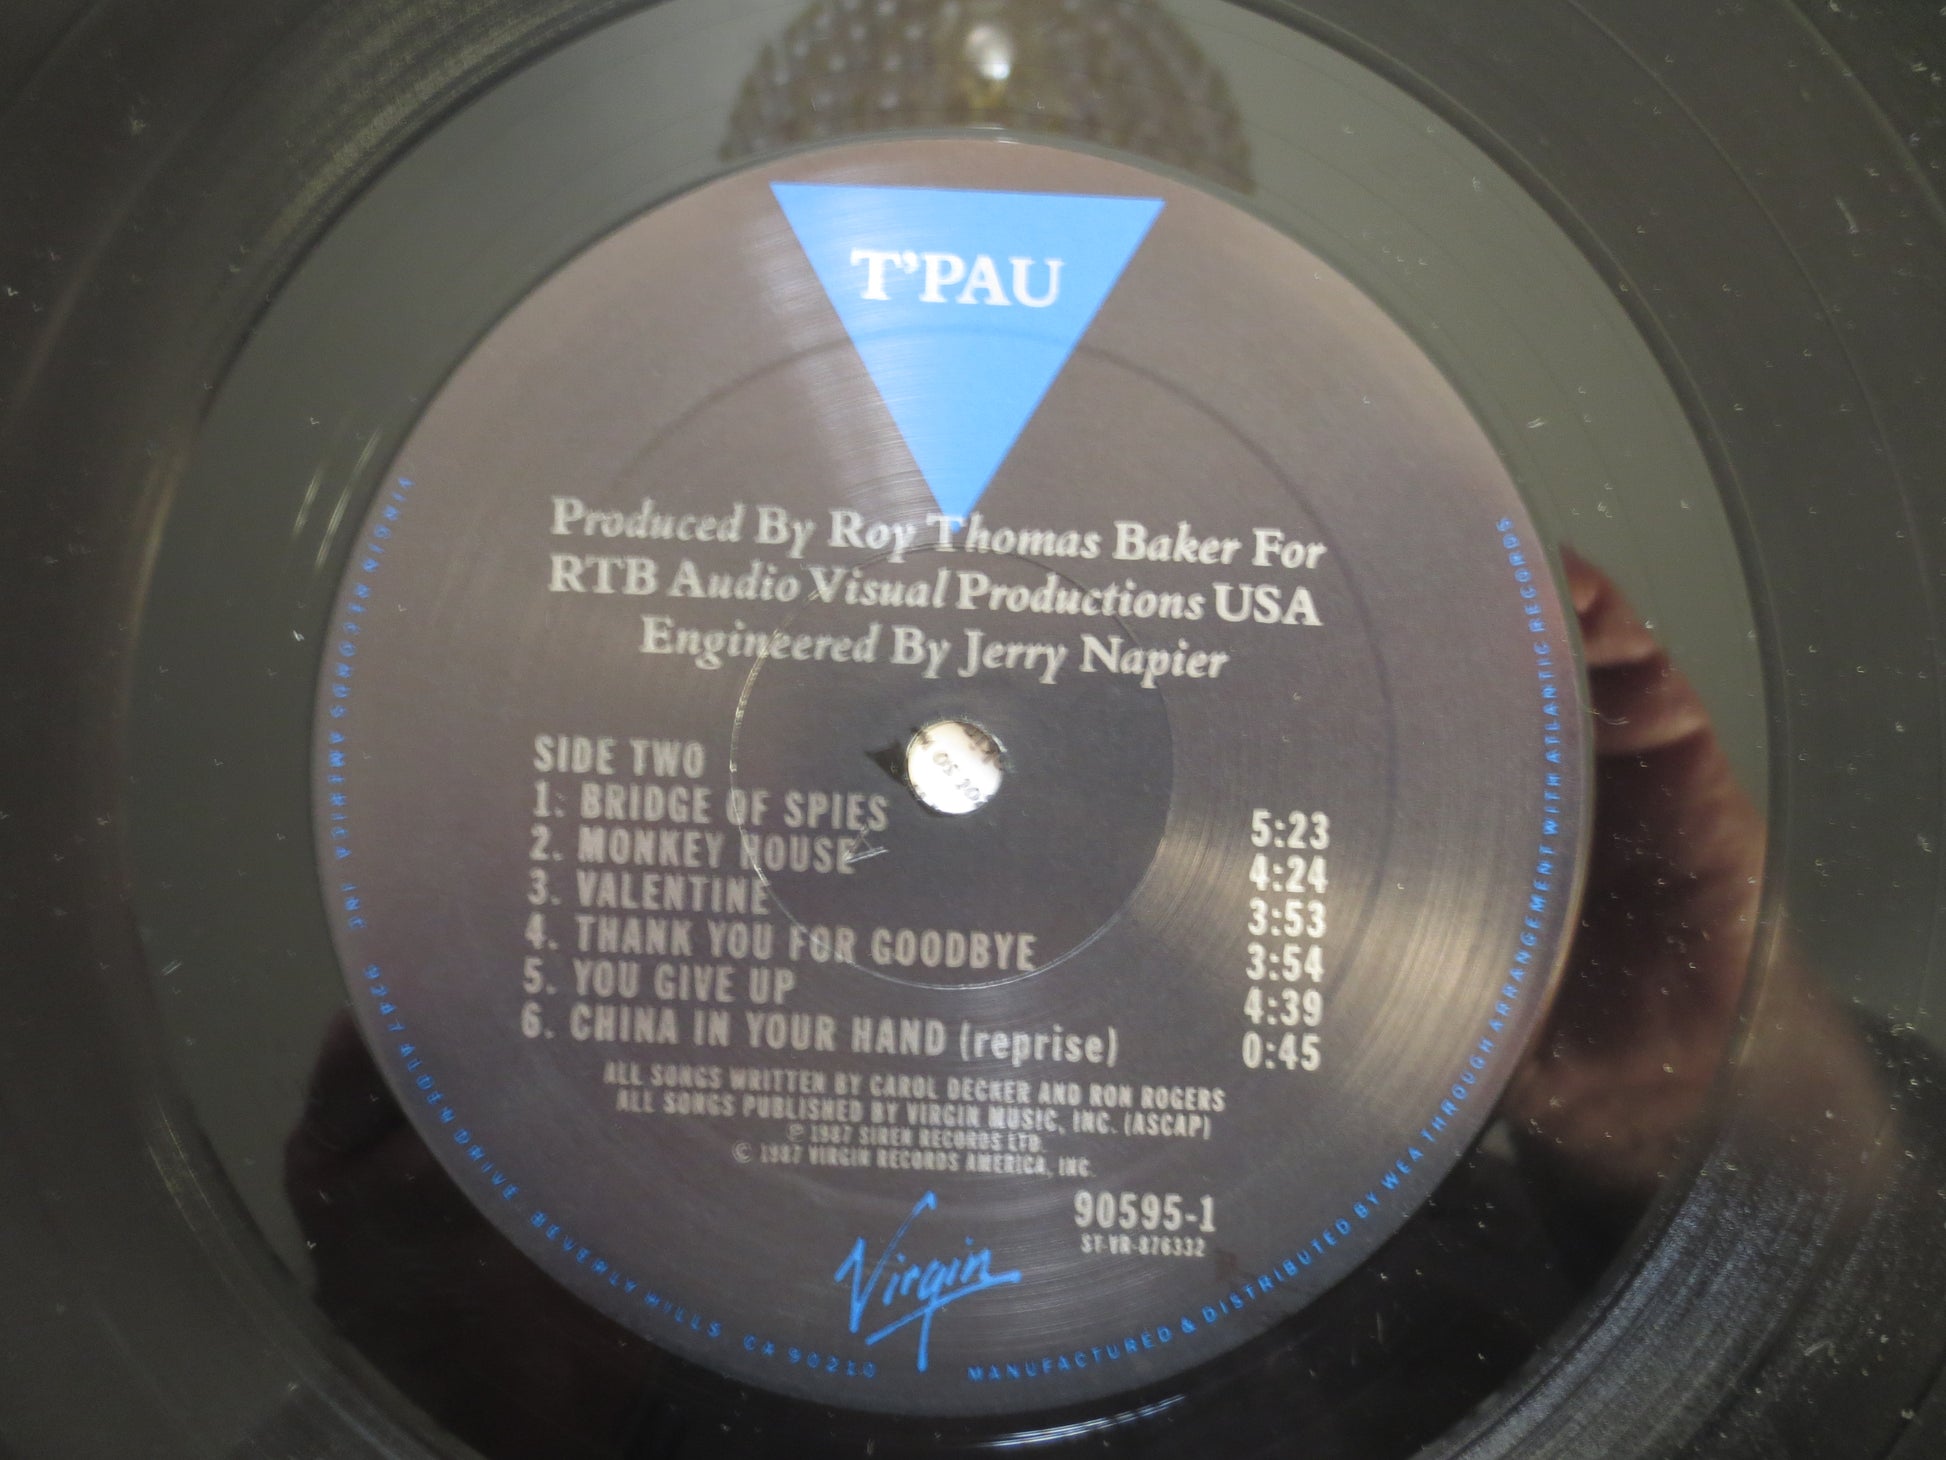 T'PAU
Produced By Roy Thomas Baker For
RTB Audio Visual Productions USA
Engineered By Jerry Napier
SIDE TWO
1. BRIDGE OF SPIES 5:23
2. MONKEY HOUSE 4:24
3. VALENTINE 3:53
4. THANK YOU FOR GOODBYE 3:54
5. YOU GIVE UP 4:39
6. CHINA IN YOUR HAND (reprise) 0:45
ALL SONGS WRITTEN BY CAROL DECKER AND RON ROGERS
ALL SONGS PUBLISHED BY VIRGIN MUSIC, INC. (ASCAP)
℗ 1987 SIREN RECORDS LTD.
© 1987 VIRGIN RECORDS AMERICA, INC.
90595-1
ST-VR-876332
Virgin
VIRGIN RECORDS AMERICA, INC. 9247 ALDEN DRIVE, BEVERLY HILLS CA 90210
MANUFACTURED & DISTRIBUTED BY WEA THROUGH ARRANGEMENT WITH ATLANTIC RECORDS